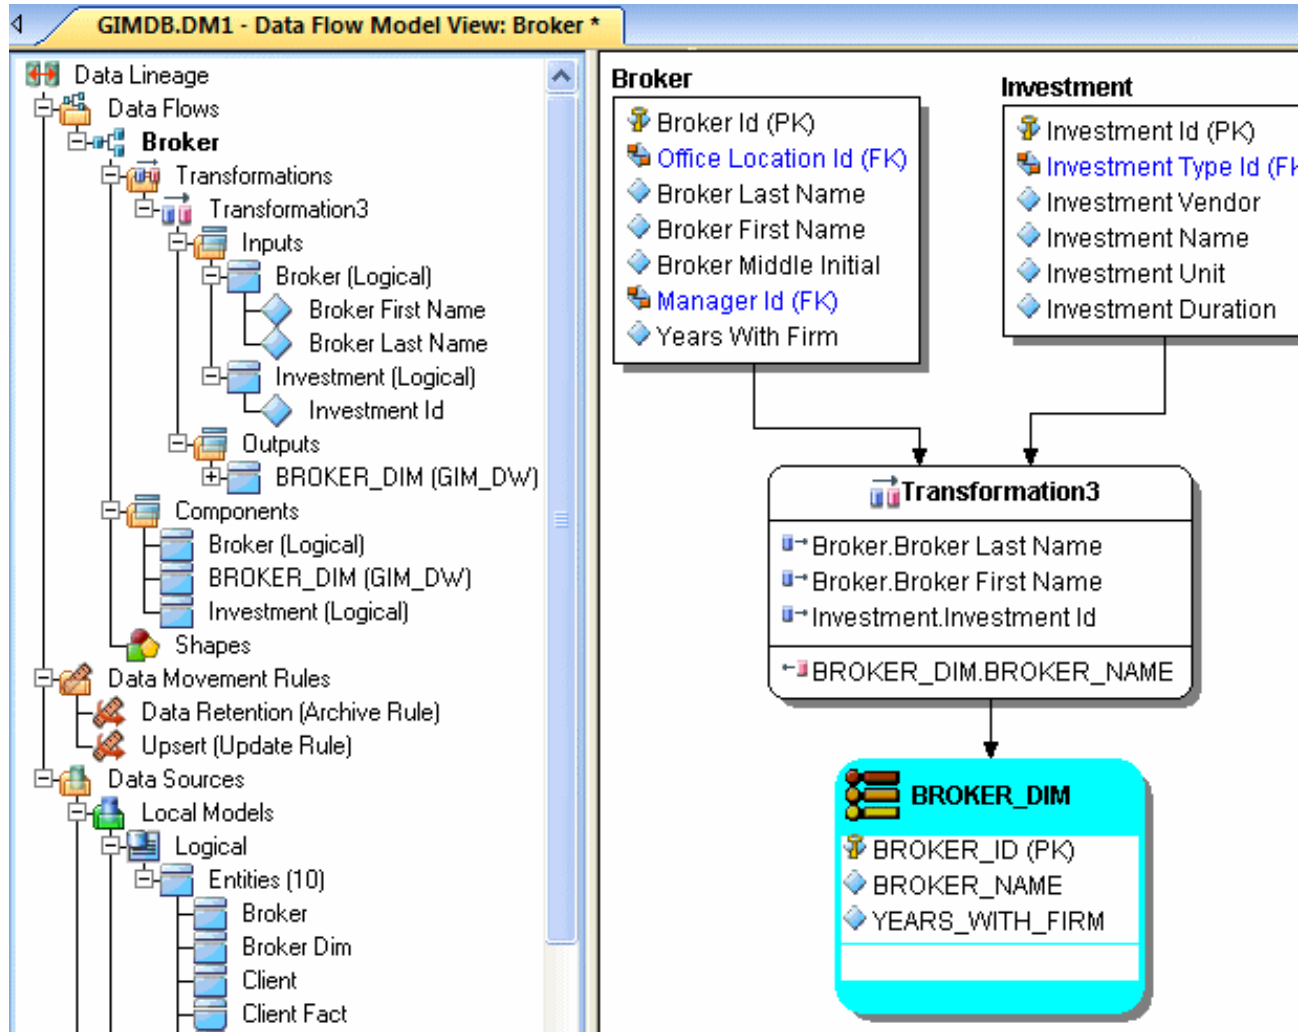 GIMDB.DM1 - Data Flow Model View: Broker *
Data Lineage
Data Flows
Broker
Transformations
Transformation3
Inputs
Broker (Logical)
Broker First Name
Broker Last Name
Investment (Logical)
Investment Id
Outputs
BROKER_DIM (GIM_DW)
Components
Broker (Logical)
BROKER_DIM (GIM_DW)
Investment (Logical)
Shapes
Data Movement Rules
Data Retention (Archive Rule)
Upsert (Update Rule)
Data Sources
Local Models
Logical
Entities (10)
Broker
Broker Dim
Client
Client Fact
Broker
Broker Id (PK)
Office Location Id (FK)
Broker Last Name
Broker First Name
Broker Middle Initial
Manager Id (FK)
Years With Firm
Investment
Investment Id (PK)
Investment Type Id (FK
Investment Vendor
Investment Name
Investment Unit
Investment Duration
Transformation3
Broker.Broker Last Name
Broker.Broker First Name
Investment.Investment Id
BROKER_DIM.BROKER_NAME
BROKER_DIM
BROKER_ID (PK)
BROKER_NAME
YEARS_WITH_FIRM